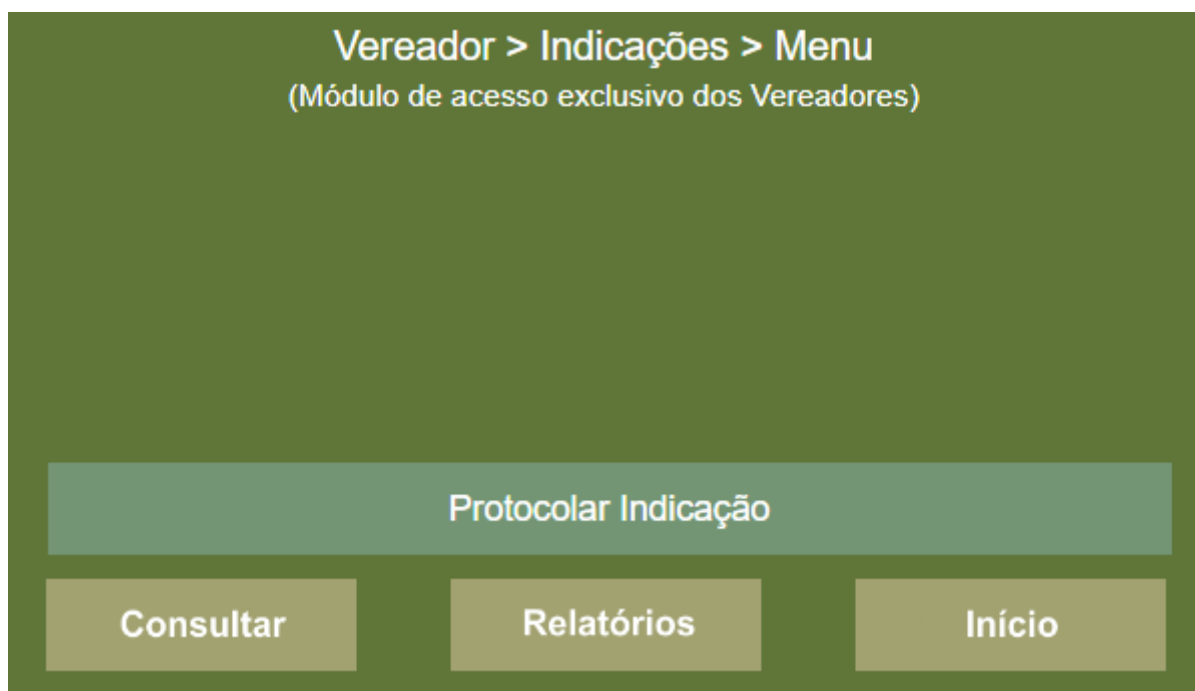 Vereador > Indicações > Menu
(Módulo de acesso exclusivo dos Vereadores)
Protocolar Indicação
Consultar
Relatórios
Início